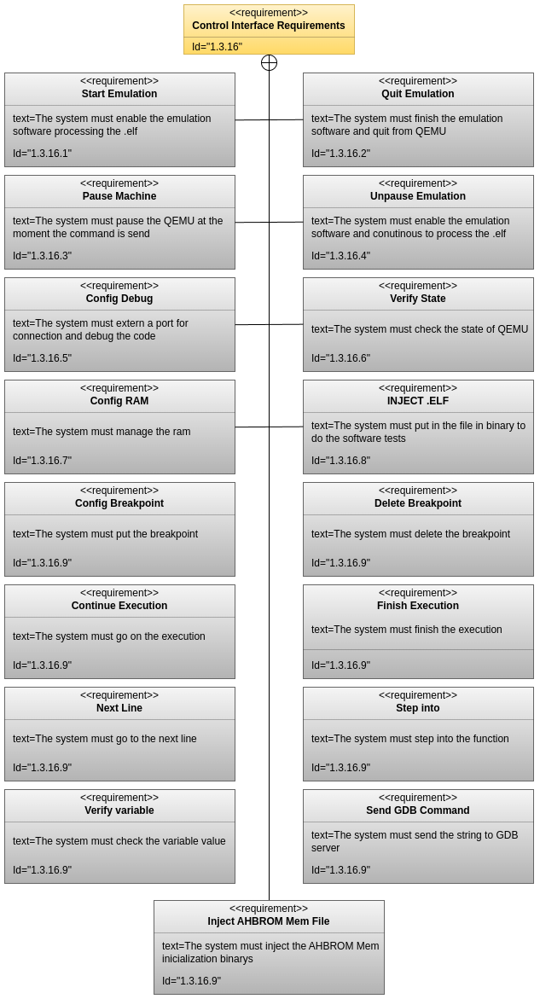 <<requirement>>
Control Interface Requirements
Id="1.3.16"
<<requirement>>
Start Emulation
text=The system must enable the emulation
software processing the .elf
Id="1.3.16.1"
<<requirement>>
Quit Emulation
text=The system must finish the emulation
software and quit from QEMU
Id="1.3.16.2"
<<requirement>>
Pause Machine
text=The system must pause the QEMU at the
moment the command is send
Id="1.3.16.3"
<<requirement>>
Unpause Emulation
text=The system must enable the emulation
software and conutinous to process the .elf
Id="1.3.16.4"
<<requirement>>
Config Debug
text=The system must extern a port for
connection and debug the code
Id="1.3.16.5"
<<requirement>>
Verify State
text=The system must check the state of QEMU
Id="1.3.16.6"
<<requirement>>
Config RAM
text=The system must manage the ram
Id="1.3.16.7"
<<requirement>>
INJECT .ELF
text=The system must put in the file in binary to
do the software tests
Id="1.3.16.8"
<<requirement>>
Config Breakpoint
text=The system must put the breakpoint
Id="1.3.16.9"
<<requirement>>
Delete Breakpoint
text=The system must delete the breakpoint
Id="1.3.16.9"
<<requirement>>
Continue Execution
text=The system must go on the execution
Id="1.3.16.9"
<<requirement>>
Finish Execution
text=The system must finish the execution
Id="1.3.16.9"
<<requirement>>
Next Line
text=The system must go to the next line
Id="1.3.16.9"
<<requirement>>
Step into
text=The system must step into the function
Id="1.3.16.9"
<<requirement>>
Verify variable
text=The system must check the variable value
Id="1.3.16.9"
<<requirement>>
Send GDB Command
text=The system must send the string to GDB
server
Id="1.3.16.9"
<<requirement>>
Inject AHBROM Mem File
text=The system must inject the AHBROM Mem
inicialization binarys
Id="1.3.16.9"